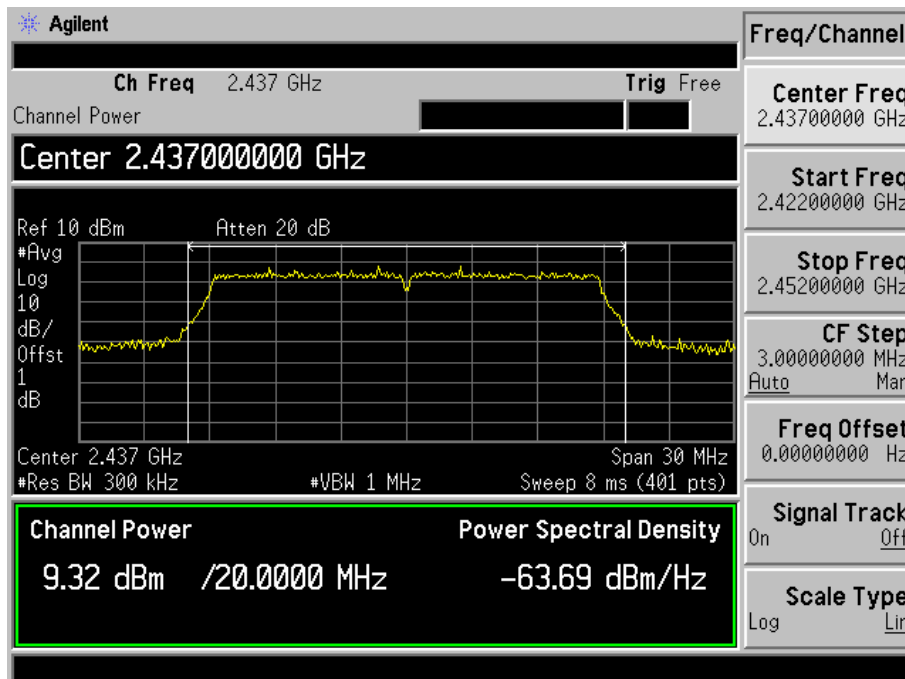 Agilent
Ch Freq 2.437 GHz Trig Free
Channel Power
Center 2.437000000 GHz
Ref 10 dBm Atten 20 dB
#Avg
Log
10
dB/
Offst
1
dB
Center 2.437 GHz Span 30 MHz
#Res BW 300 kHz #VBW 1 MHz Sweep 8 ms (401 pts)
Channel Power Power Spectral Density
9.32 dBm /20.0000 MHz -63.69 dBm/Hz
Freq/Channel
Center Freq
2.43700000 GHz
Start Freq
2.42200000 GHz
Stop Freq
2.45200000 GHz
CF Step
3.00000000 MHz
Auto Man
Freq Offset
0.00000000 Hz
Signal Track
On Off
Scale Type
Log Lin